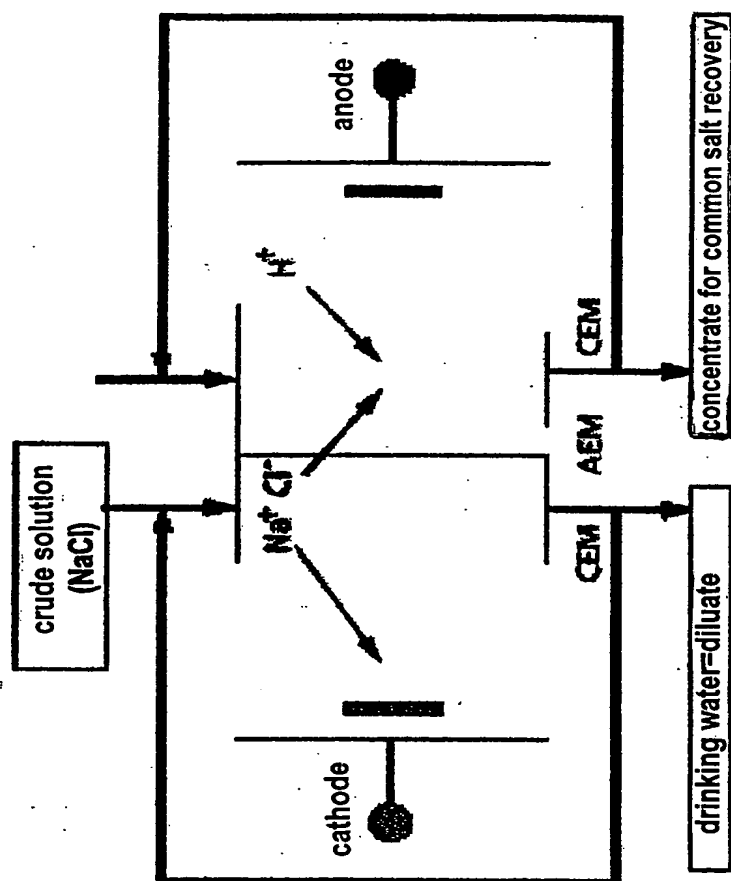 crude solution
(NaCl)
cathode
anode
Na⁺ Cl⁻
H⁺
CEM
AEM
CEM
drinking water=diluate
concentrate for common salt recovery